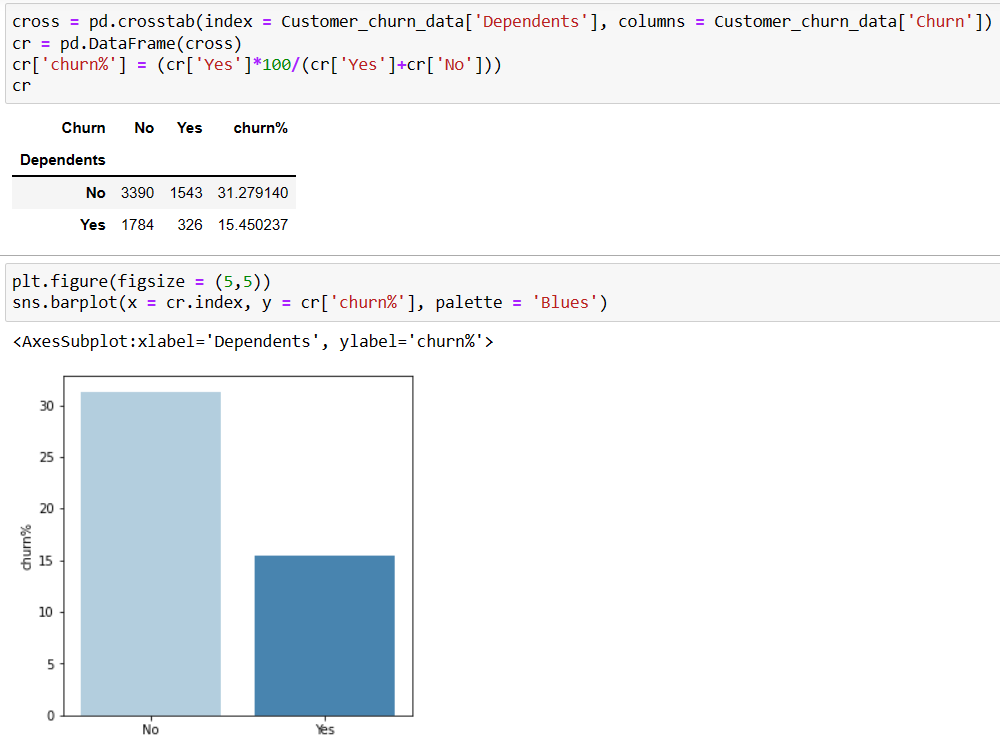 cross = pd.crosstab(index = Customer_churn_data['Dependents'], columns = Customer_churn_data['Churn'])
cr = pd.DataFrame(cross)
cr['churn%'] = (cr['Yes']*100/(cr['Yes']+cr['No']))
cr
Churn No Yes churn%
Dependents
No 3390 1543 31.279140
Yes 1784 326 15.450237
plt.figure(figsize = (5,5))
sns.barplot(x = cr.index, y = cr['churn%'], palette = 'Blues')
<AxesSubplot:xlabel='Dependents', ylabel='churn%'>
30
25
20
15
10
5
0
churn%
No Yes